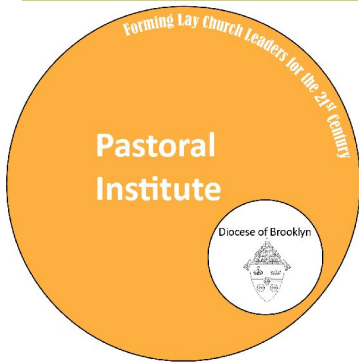 Forming Lay Church Leaders for the 21st Century
Pastoral
Institute
Diocese of Brooklyn